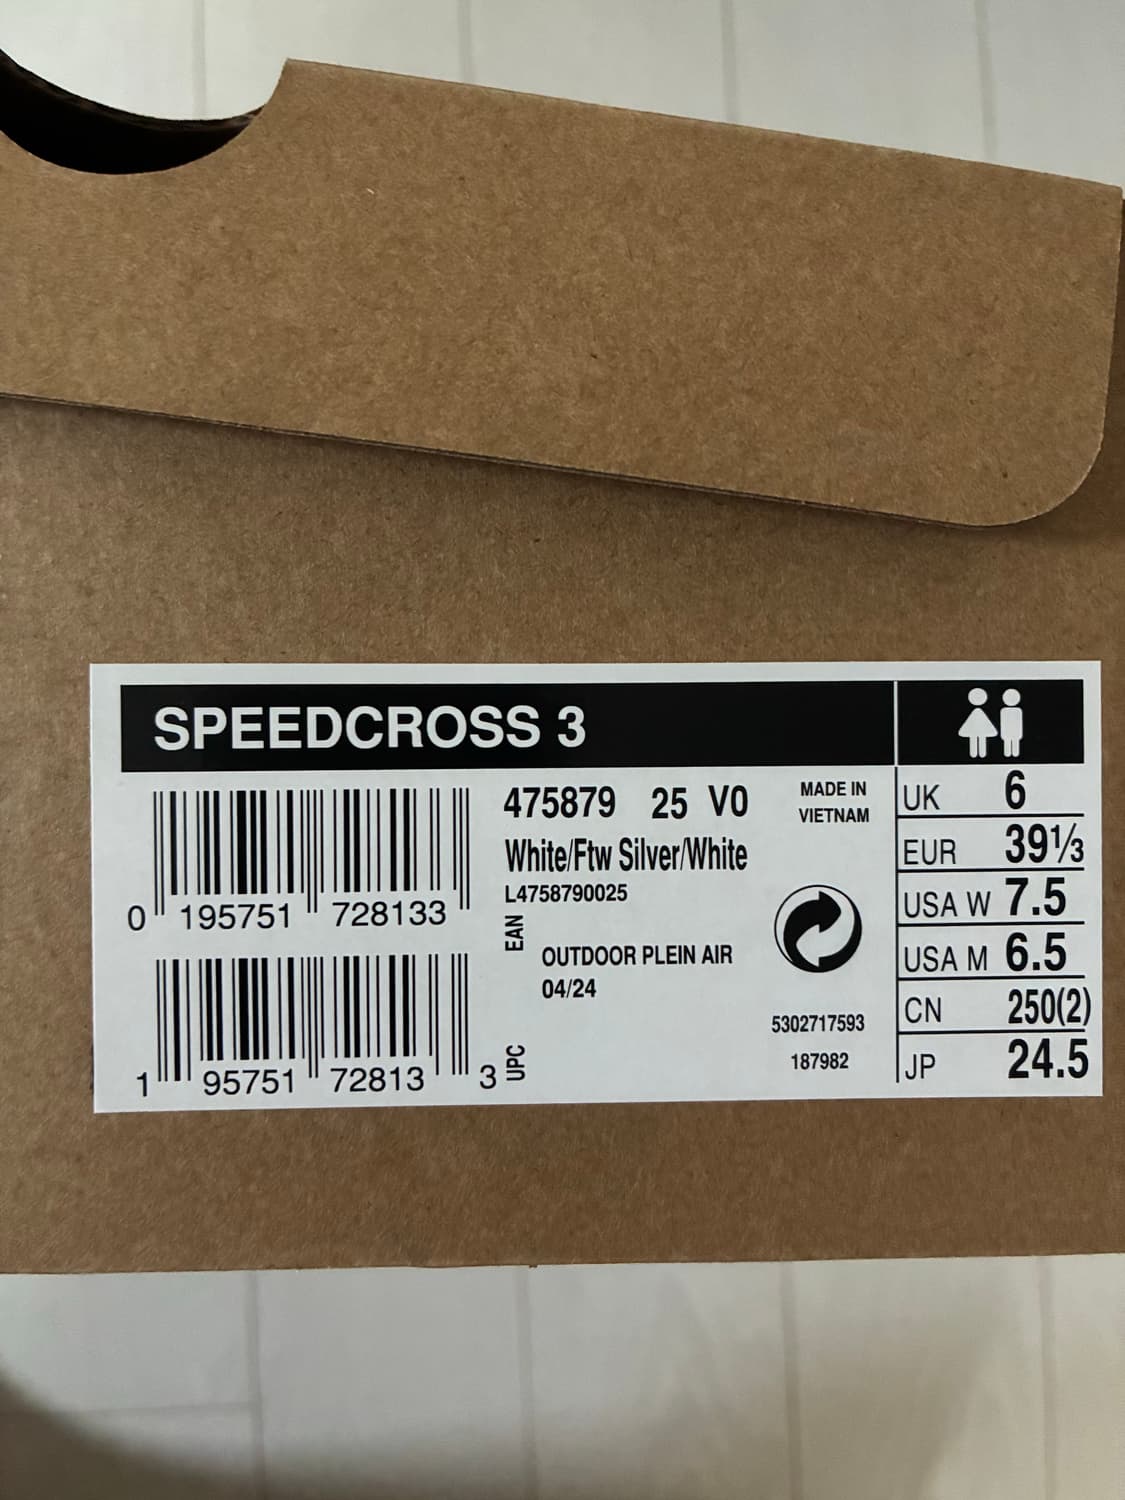 SPEEDCROSS 3
475879 25 V0
White/Ftw Silver/White
L4758790025
MADE IN
VIETNAM
0 195751 728133
EAN
OUTDOOR PLEIN AIR
04/24
1 95751 72813 3
UPC
5302717593
187982
UK 6
EUR 39⅓
USA W 7.5
USA M 6.5
CN 250(2)
JP 24.5